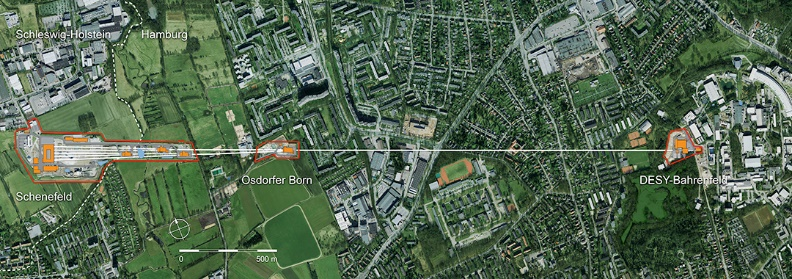 Schleswig-Holstein
Hamburg
Schenefeld
Osdorfer Born
DESY-Bahrenfeld
0
500 m